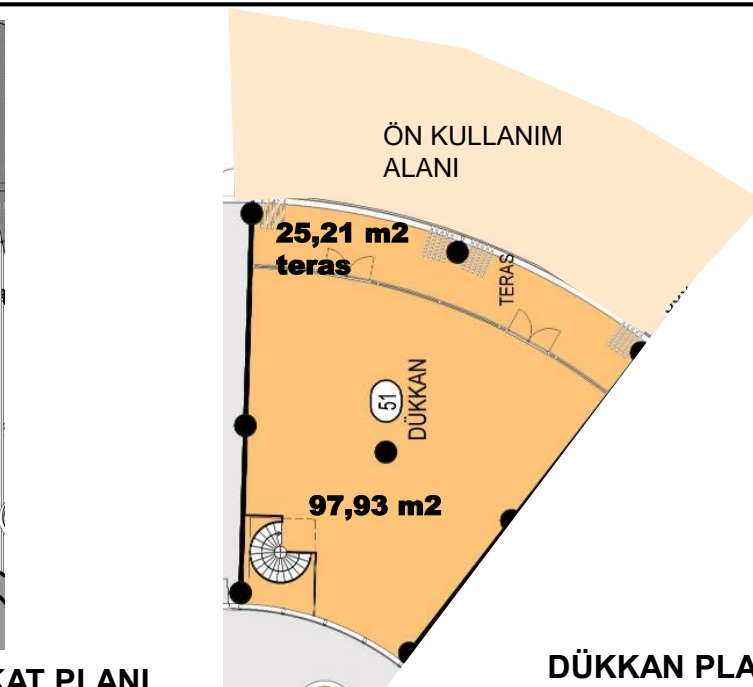 ÖN KULLANIM
ALANI
25,21 m2
teras
TERAS
51
DÜKKAN
97,93 m2
KAT PLANI
DÜKKAN PLA